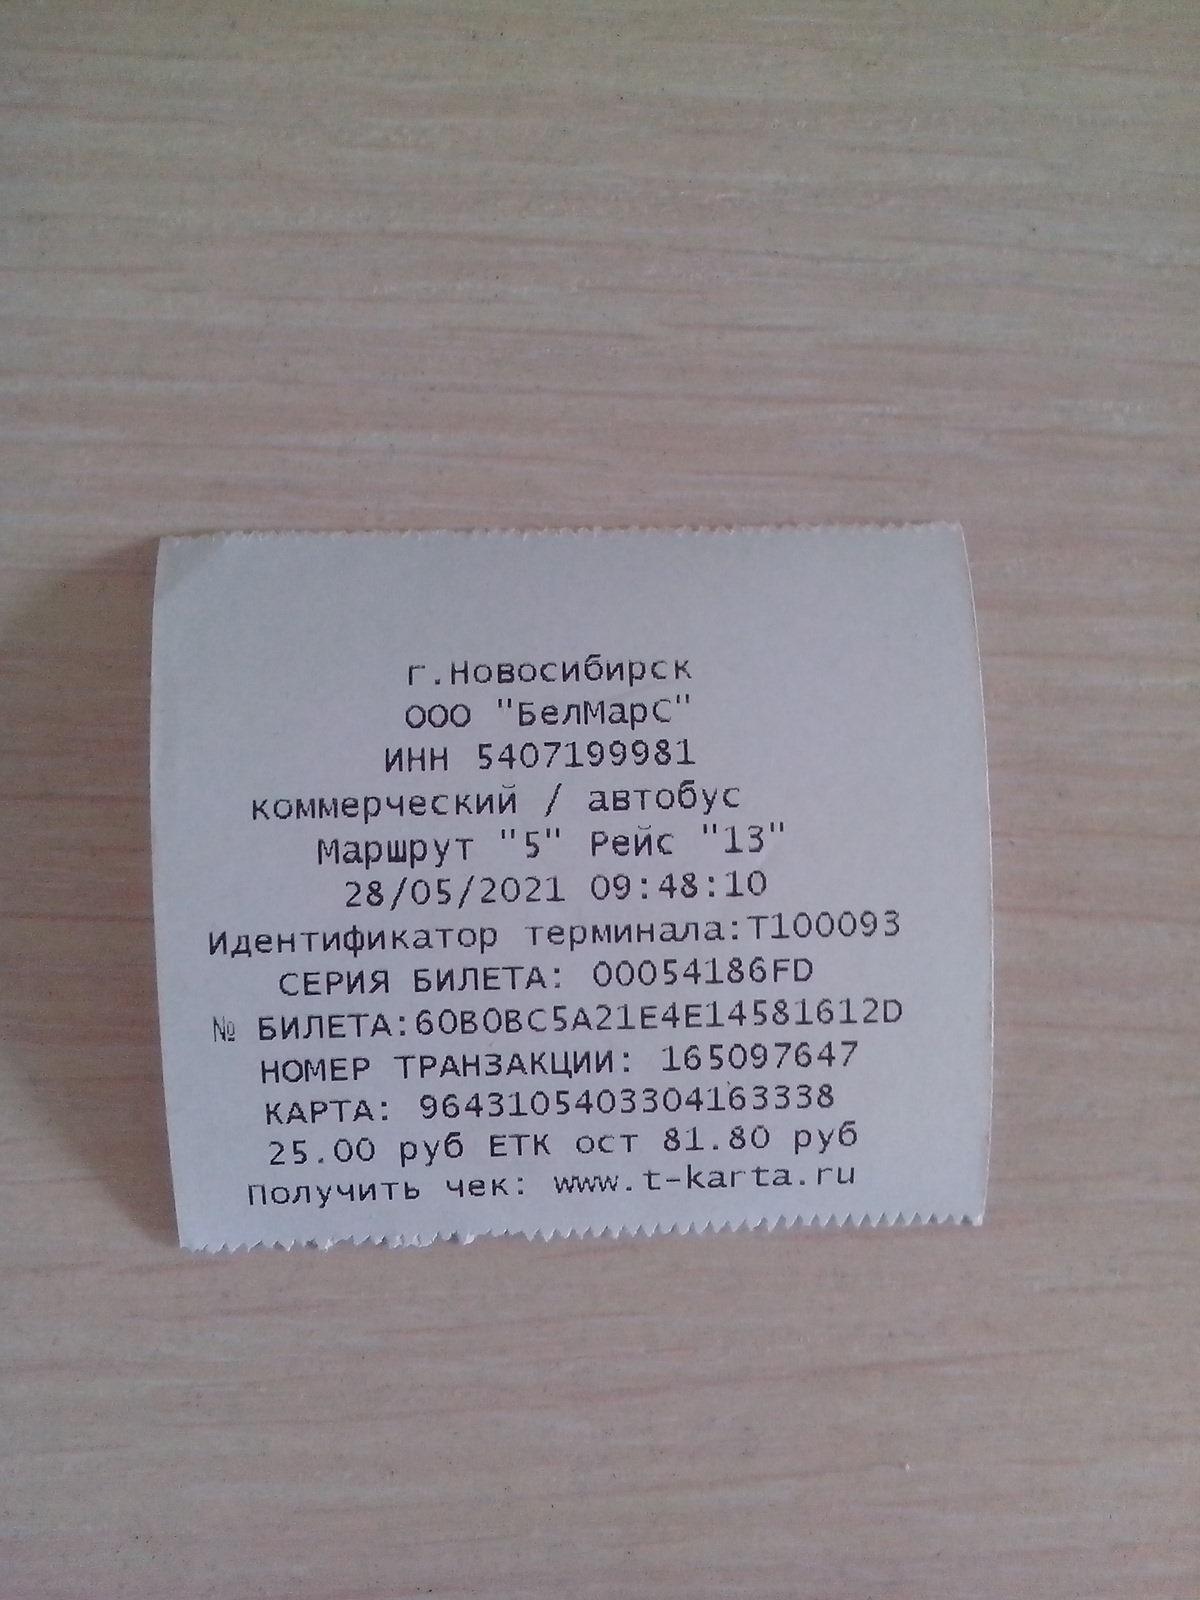 г.Новосибирск
ООО "БелМарС"
ИНН 5407199981
коммерческий / автобус
Маршрут "5" Рейс "13"
28/05/2021 09:48:10
Идентификатор терминала:Т100093
СЕРИЯ БИЛЕТА: 00054186FD
№ БИЛЕТА:60B0BC5A21E4E14581612D
НОМЕР ТРАНЗАКЦИИ: 165097647
КАРТА: 9643105403304163338
25.00 руб ЕТК ост 81.80 руб
Получить чек: www.t-karta.ru